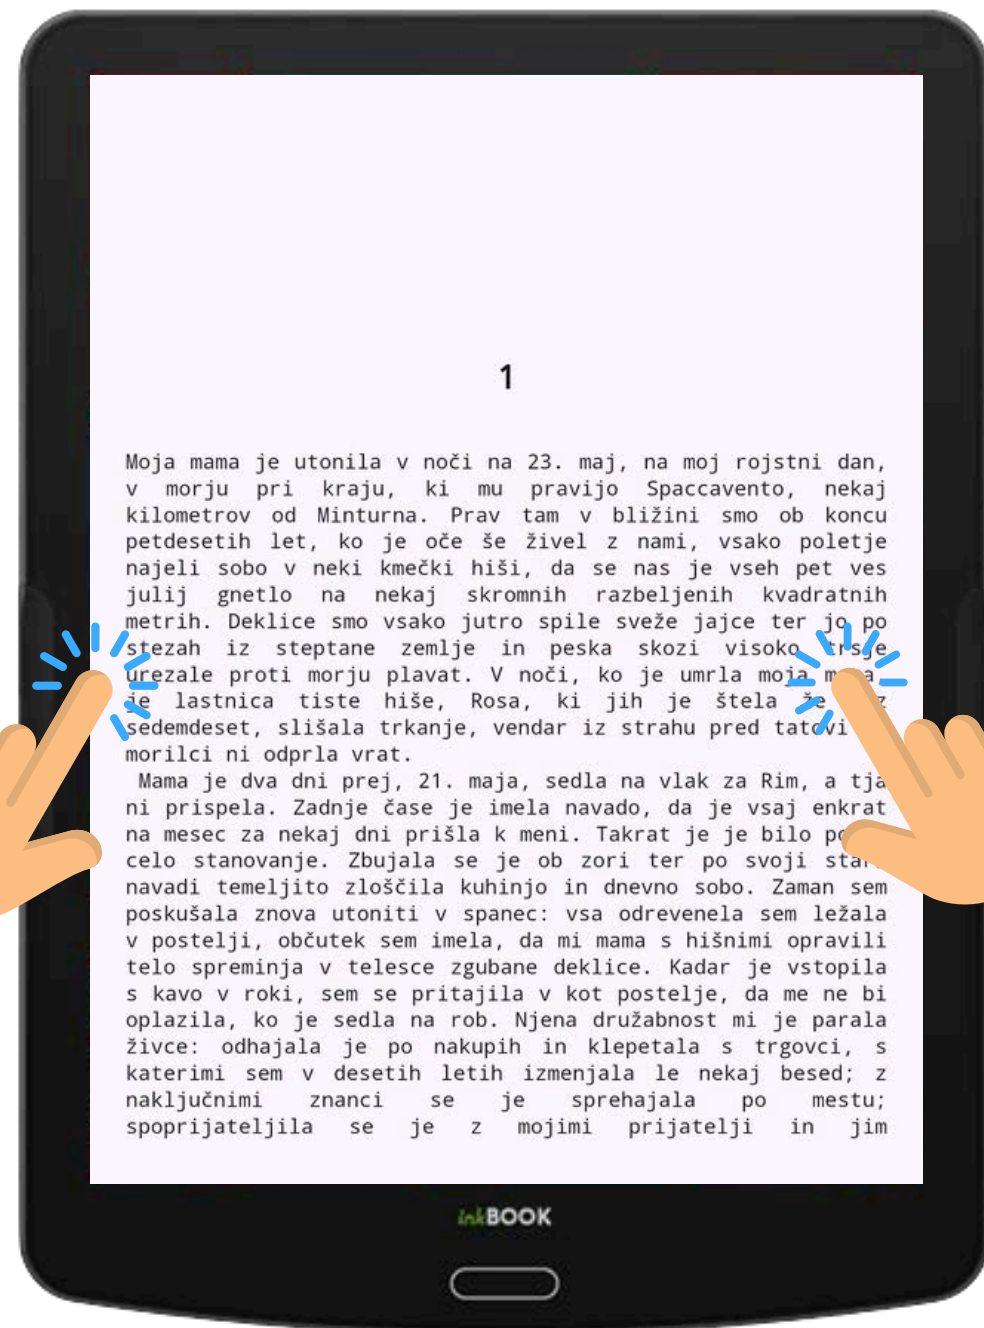 1
Moja mama je utonila v noči na 23. maj, na moj rojstni dan,
v morju pri kraju, ki mu pravijo Spaccavento, nekaj
kilometrov od Minturna. Prav tam v bližini smo ob koncu
petdesetih let, ko je oče še živel z nami, vsako poletje
najeli sobo v neki kmečki hiši, da se nas je vseh pet ves
julij gnetlo na nekaj skromnih razbeljenih kvadratnih
metrih. Deklice smo vsako jutro spile sveže jajce ter jo po
stezah iz steptane zemlje in peska skozi visoko trsje
urezale proti morju plavat. V noči, ko je umrla moja
je lastnica tiste hiše, Rosa, ki jih je štela že
sedemdeset, slišala trkanje, vendar iz strahu pred tatovi
morilci ni odprla vrat.
Mama je dva dni prej, 21. maja, sedla na vlak za Rim, a tja
ni prispela. Zadnje čase je imela navado, da je vsaj enkrat
na mesec za nekaj dni prišla k meni. Takrat je je bilo
celo stanovanje. Zbujala se je ob zori ter po svoji
navadi temeljito zloščila kuhinjo in dnevno sobo. Zaman sem
poskušala znova utoniti v spanec: vsa odrevenela sem ležala
v postelji, občutek sem imela, da mi mama s hišnimi opravili
telo spreminja v telesce zgubane deklice. Kadar je vstopila
s kavo v roki, sem se pritajila v kot postelje, da me ne bi
oplazila, ko je sedla na rob. Njena družabnost mi je parala
živce: odhajala je po nakupih in klepetala s trgovci, s
katerimi sem v desetih letih izmenjala le nekaj besed; z
naključnimi znanci se je sprehajala po mestu;
spoprijateljila se je z mojimi prijatelji in jim
inkBOOK